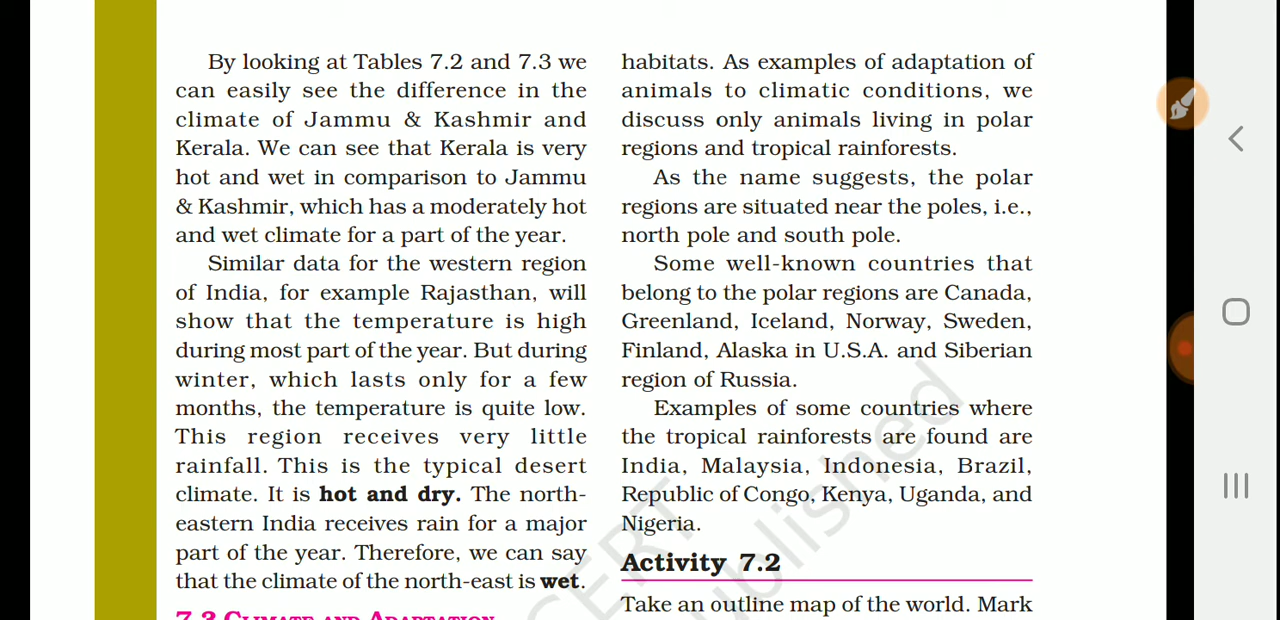 By looking at Tables 7.2 and 7.3 we
can easily see the difference in the
climate of Jammu & Kashmir and
Kerala. We can see that Kerala is very
hot and wet in comparison to Jammu
& Kashmir, which has a moderately hot
and wet climate for a part of the year.
Similar data for the western region
of India, for example Rajasthan, will
show that the temperature is high
during most part of the year. But during
winter, which lasts only for a few
months, the temperature is quite low.
This region receives very little
rainfall. This is the typical desert
climate. It is hot and dry. The north-
eastern India receives rain for a major
part of the year. Therefore, we can say
that the climate of the north-east is wet.
7.3 CLIMATE AND ADAPTATION
habitats. As examples of adaptation of
animals to climatic conditions, we
discuss only animals living in polar
regions and tropical rainforests.
As the name suggests, the polar
regions are situated near the poles, i.e.,
north pole and south pole.
Some well-known countries that
belong to the polar regions are Canada,
Greenland, Iceland, Norway, Sweden,
Finland, Alaska in U.S.A. and Siberian
region of Russia.
Examples of some countries where
the tropical rainforests are found are
India, Malaysia, Indonesia, Brazil,
Republic of Congo, Kenya, Uganda, and
Nigeria.
Activity 7.2
Take an outline map of the world. Mark